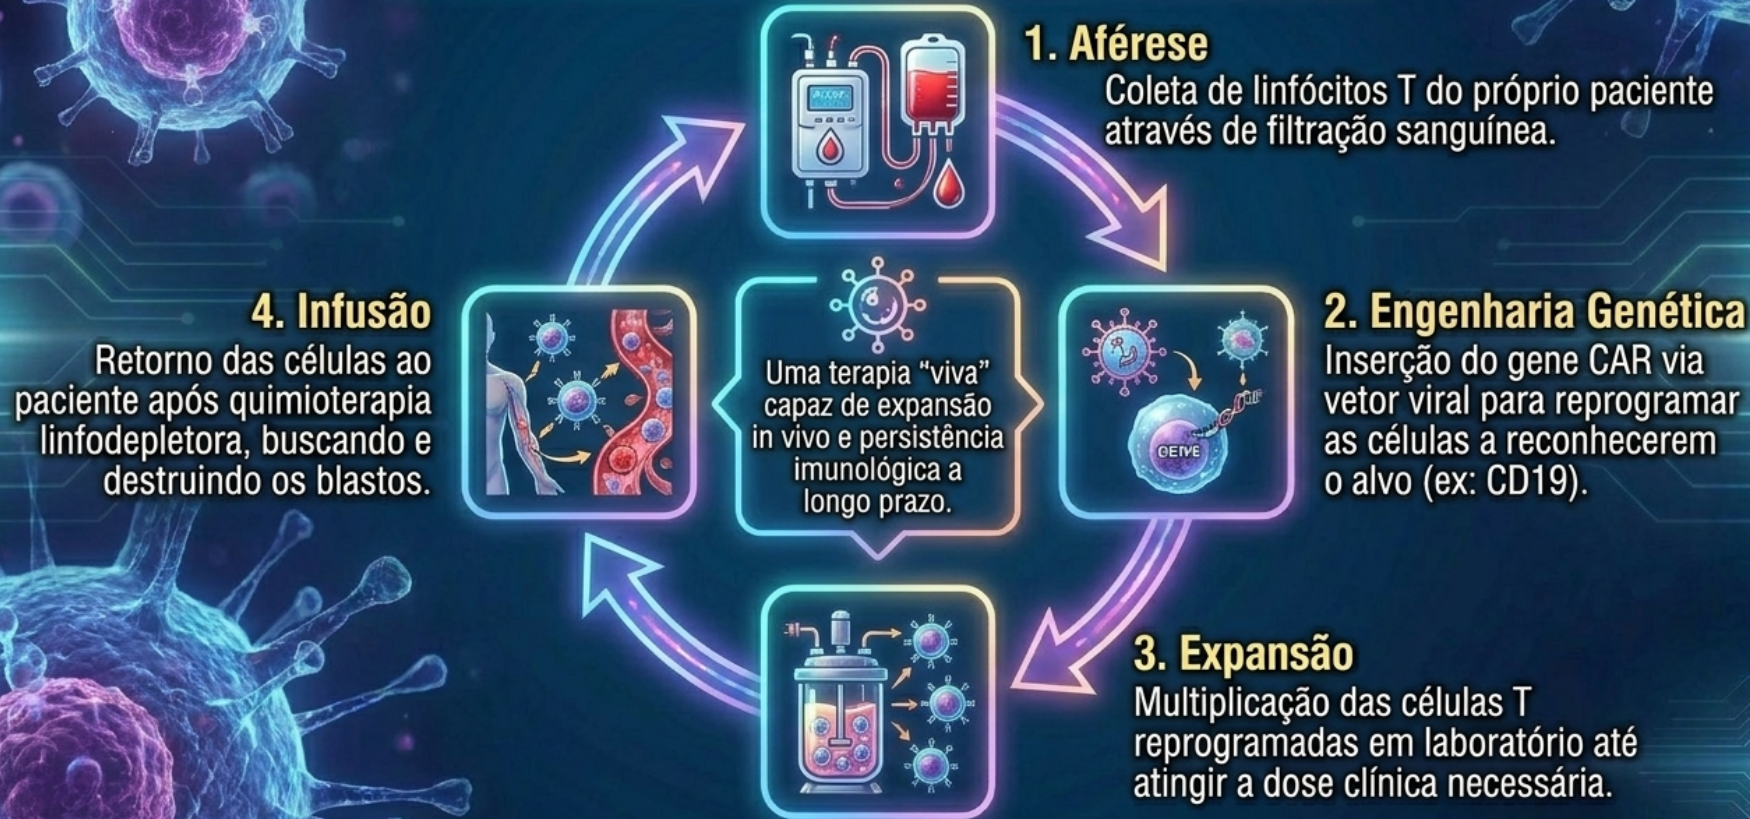 1. Aférese
Coleta de linfócitos T do próprio paciente
através de filtração sanguínea.
2. Engenharia Genética
Inserção do gene CAR via
vetor viral para reprogramar
as células a reconhecerem
o alvo (ex: CD19).
3. Expansão
Multiplicação das células T
reprogramadas em laboratório até
atingir a dose clínica necessária.
4. Infusão
Retorno das células ao
paciente após quimioterapia
linfodepletora, buscando e
destruindo os blastos.
Uma terapia “viva”
capaz de expansão
in vivo e persistência
imunológica a
longo prazo.